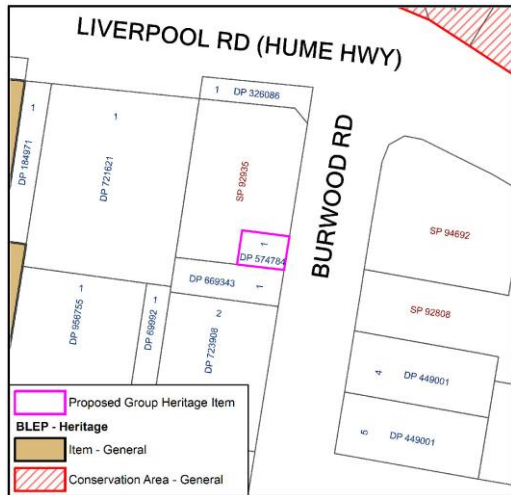 LIVERPOOL RD (HUME HWY)
BURWOOD RD
1 DP 326086
1
DP 184971
1
DP 721621
SP 92935
1
DP 574784
DP 669343 1
SP 94692
SP 92808
1
DP 956755
1
DP 69992
2
DP 723908
4 DP 449001
5 DP 449001
Proposed Group Heritage Item
BLEP - Heritage
Item - General
Conservation Area - General